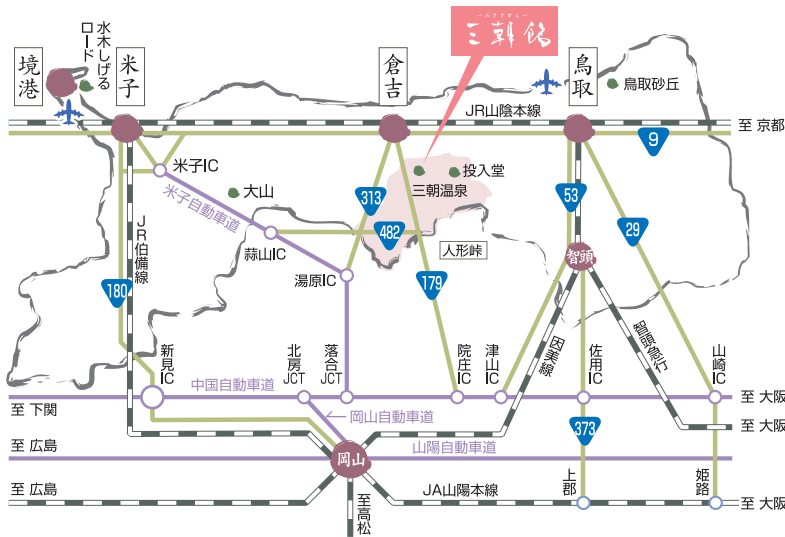 ーみささかんー
三朝館
水木しげる
ロード
境港
米子
倉吉
鳥取
鳥取砂丘
JR山陰本線
至 京都
9
米子IC
大山
米子自動車道
313
三朝温泉
投入堂
53
482
29
蒜山IC
人形峠
JR伯備線
湯原IC
179
智頭
180
新見IC
北房JCT
落合JCT
院庄IC
津山IC
因美線
佐用IC
智頭急行
山崎IC
中国自動車道
至 下関
至 大阪
岡山自動車道
至 大阪
至 広島
山陽自動車道
岡山
373
上郡
姫路
至 広島
JA山陽本線
至 大阪
至高松